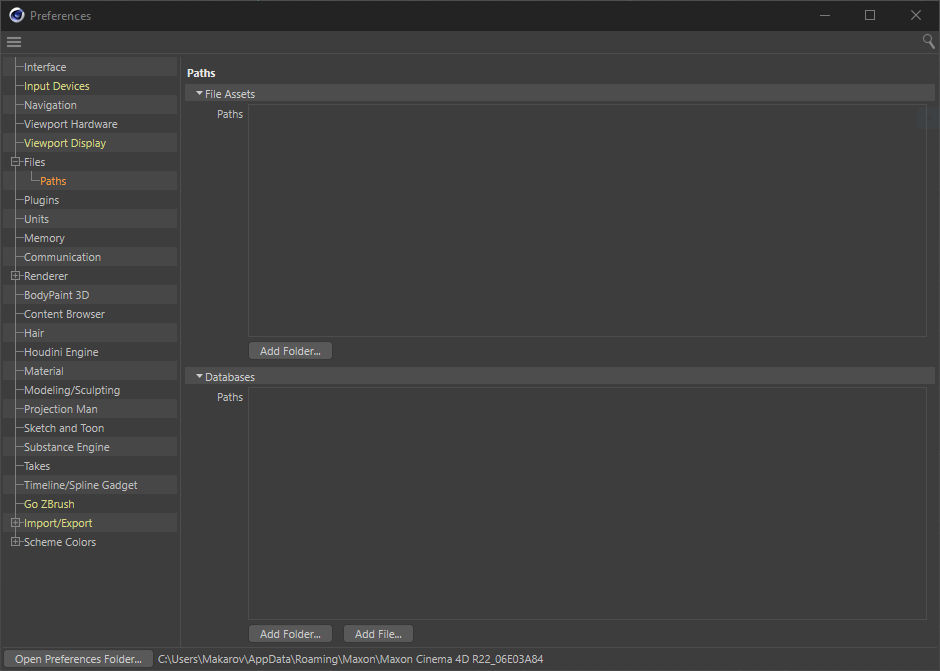 Preferences
Interface
Input Devices
Navigation
Viewport Hardware
Viewport Display
Files
Paths
Plugins
Units
Memory
Communication
Renderer
BodyPaint 3D
Content Browser
Hair
Houdini Engine
Material
Modeling/Sculpting
Projection Man
Sketch and Toon
Substance Engine
Takes
Timeline/Spline Gadget
Go ZBrush
Import/Export
Scheme Colors
Paths
File Assets
Paths
Add Folder...
Databases
Paths
Add Folder... Add File...
Open Preferences Folder... C:\Users\Makarov\AppData\Roaming\Maxon\Maxon Cinema 4D R22_06E03A84